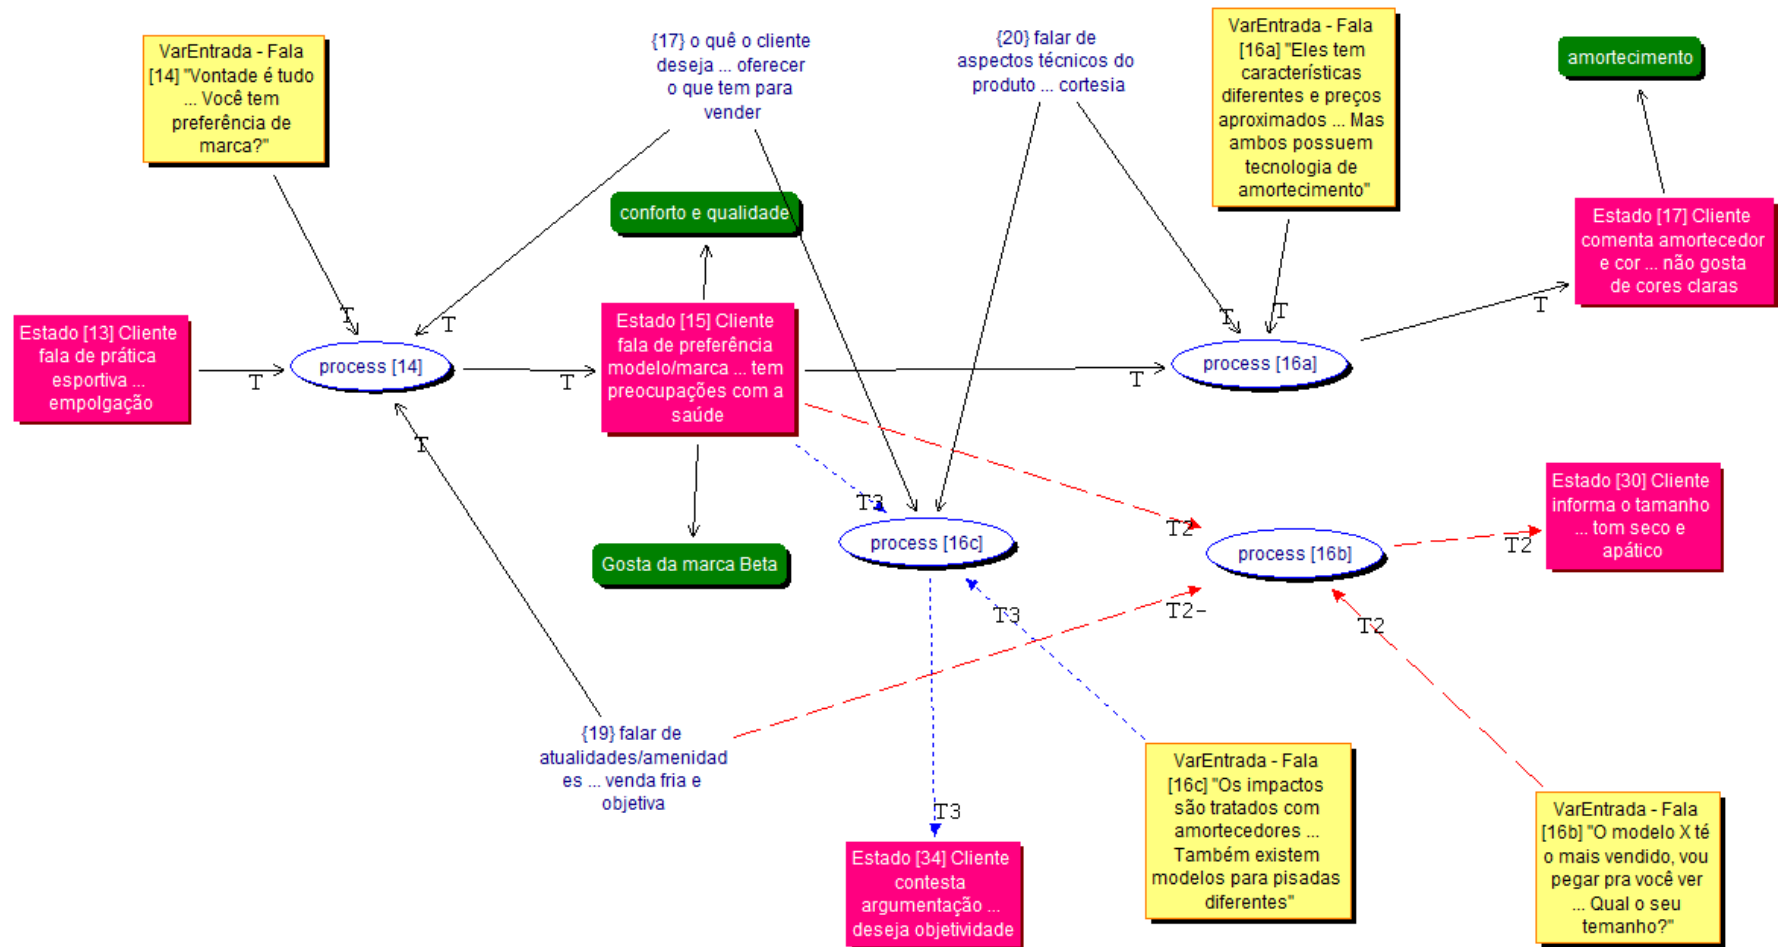 VarEntrada - Fala
[14] "Vontade é tudo
... Você tem
preferência de
marca?"
{17} o quê o cliente
deseja ... oferecer
o que tem para
vender
{20} falar de
aspectos técnicos do
produto ... cortesia
VarEntrada - Fala
[16a] "Eles tem
características
diferentes e preços
aproximados ... Mas
ambos possuem
tecnologia de
amortecimento"
amortecimento
conforto e qualidade
Estado [17] Cliente
comenta amortecedor
e cor ... não gosta
de cores claras
T
T
T
T
T
Estado [13] Cliente
fala de prática
esportiva ...
empolgação
T
process [14]
T
Estado [15] Cliente
fala de preferência
modelo/marca ... tem
preocupações com a
saúde
T
process [16a]
T
T3
T2
process [16c]
process [16b]
T2
Estado [30] Cliente
informa o tamanho
... tom seco e
apático
Gosta da marca Beta
T3
T2-
T2
{19} falar de
atualidades/amenidad
es ... venda fria e
objetiva
T3
VarEntrada - Fala
[16c] "Os impactos
são tratados com
amortecedores ...
Também existem
modelos para pisadas
diferentes"
VarEntrada - Fala
[16b] "O modelo X té
o mais vendido, vou
pegar pra você ver
... Qual o seu
temanho?"
Estado [34] Cliente
contesta
argumentação ...
deseja objetividade